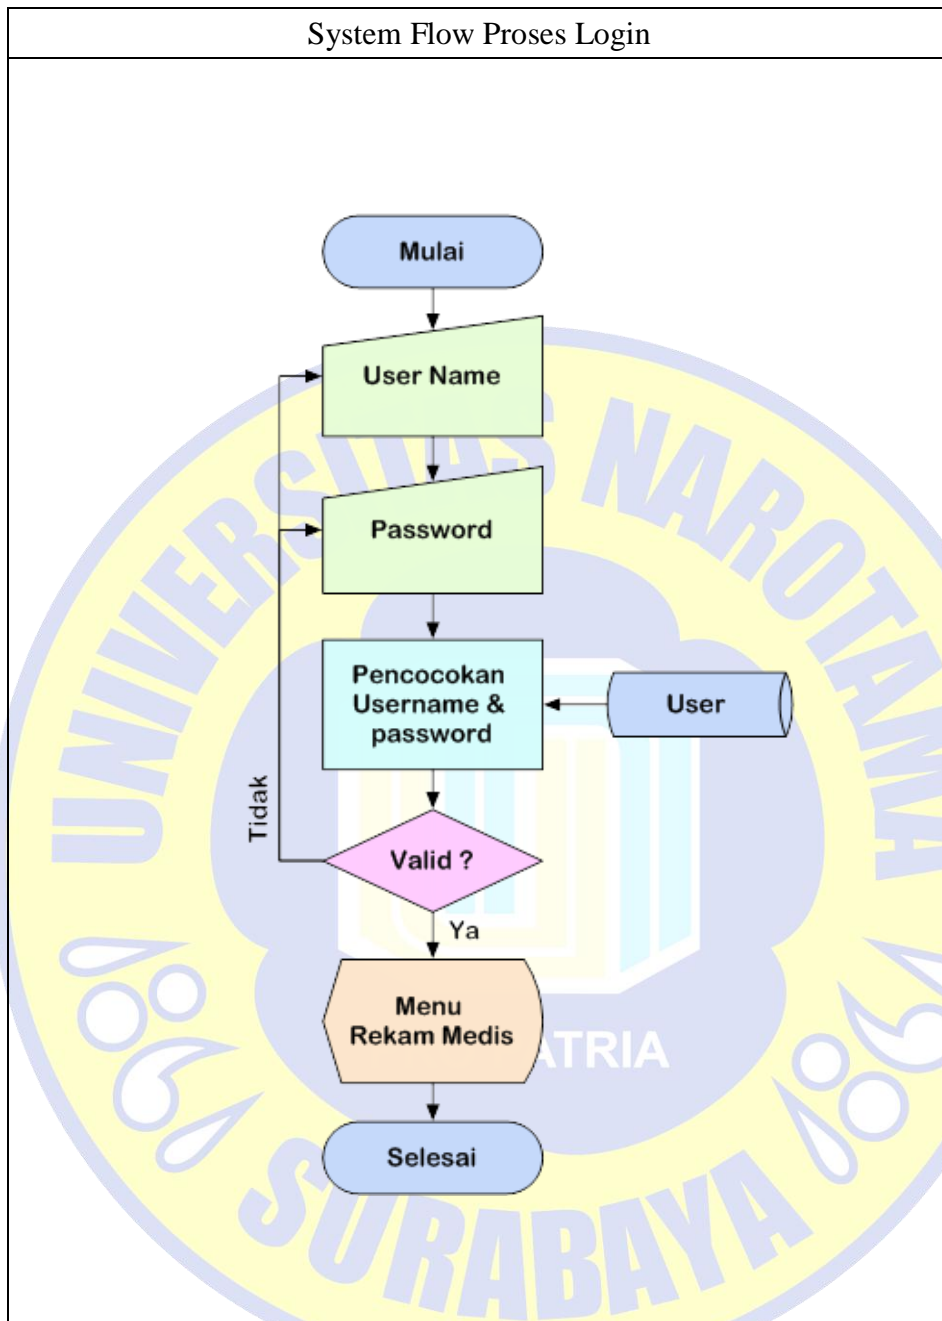 System Flow Proses Login
Mulai
User Name
Password
Pencocokan
Username &
password
User
Tidak
Valid ?
Ya
Menu
Rekam Medis
Selesai
UNIVERSITAS NAROTAMA
ATRIA
SURABAYA